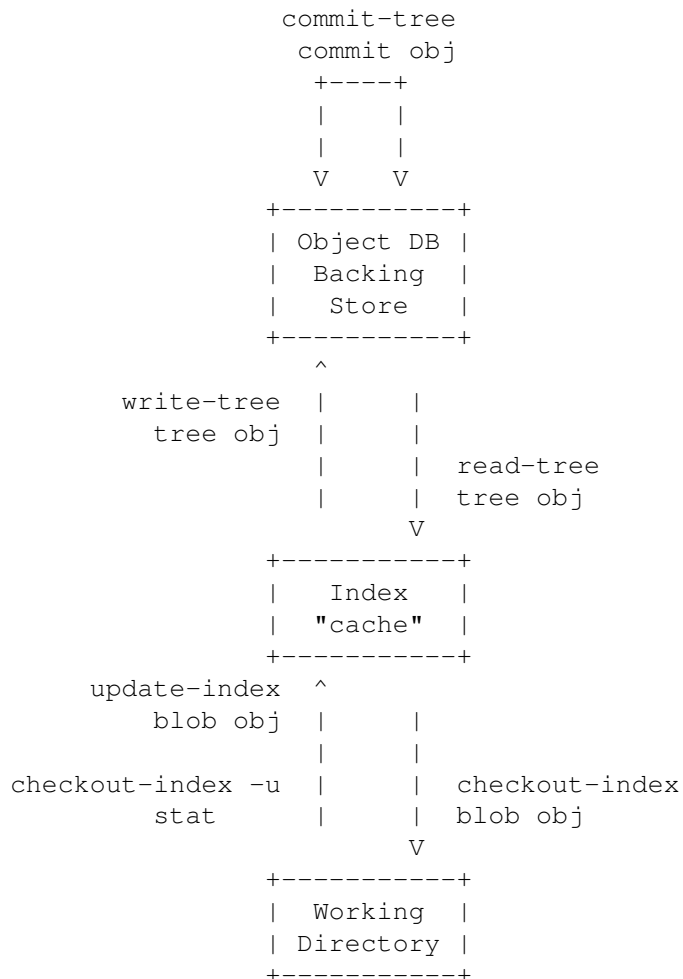 commit-tree
commit obj
+----+
|    |
|    |
V    V
+-----------+
| Object DB |
|  Backing  |
|   Store   |
+-----------+
^
write-tree  |     |
tree obj  |     |
|     |  read-tree
|     |  tree obj
V
+-----------+
|   Index   |
|  "cache"  |
+-----------+
update-index  ^
blob obj  |     |
|     |
checkout-index -u  |     |  checkout-index
stat      |     |  blob obj
V
+-----------+
|  Working  |
| Directory |
+-----------+